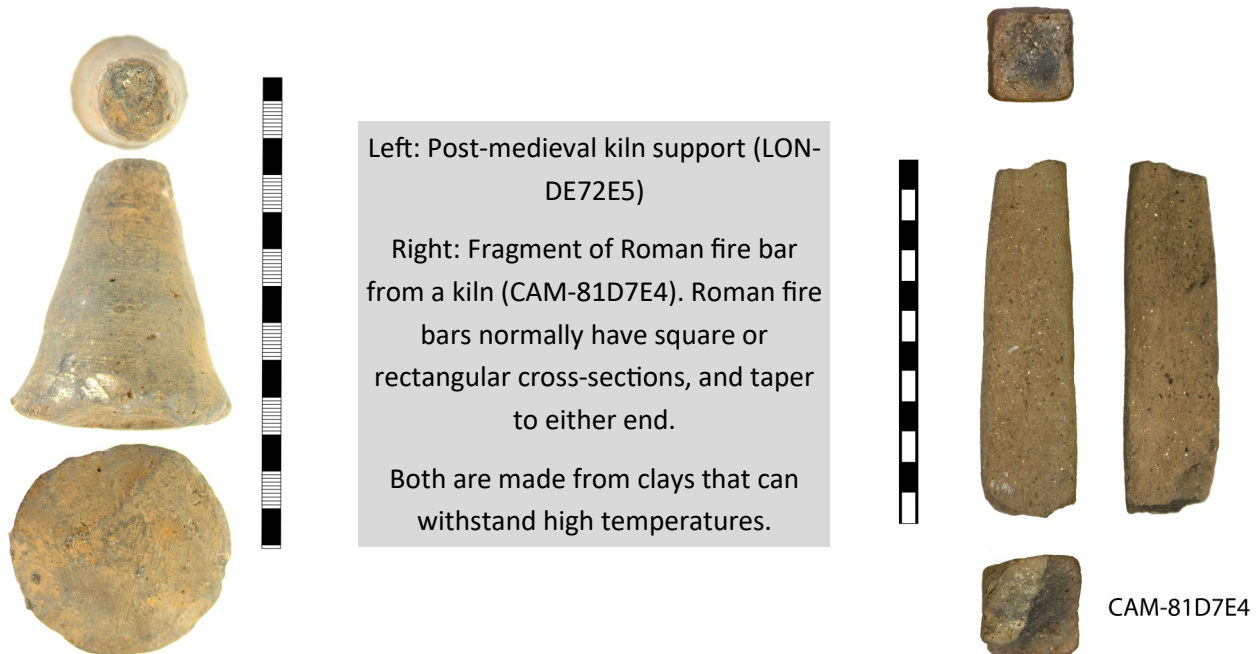 Left: Post-medieval kiln support (LON-
DE72E5)
Right: Fragment of Roman fire bar
from a kiln (CAM-81D7E4). Roman fire
bars normally have square or
rectangular cross-sections, and taper
to either end.
Both are made from clays that can
withstand high temperatures.
CAM-81D7E4